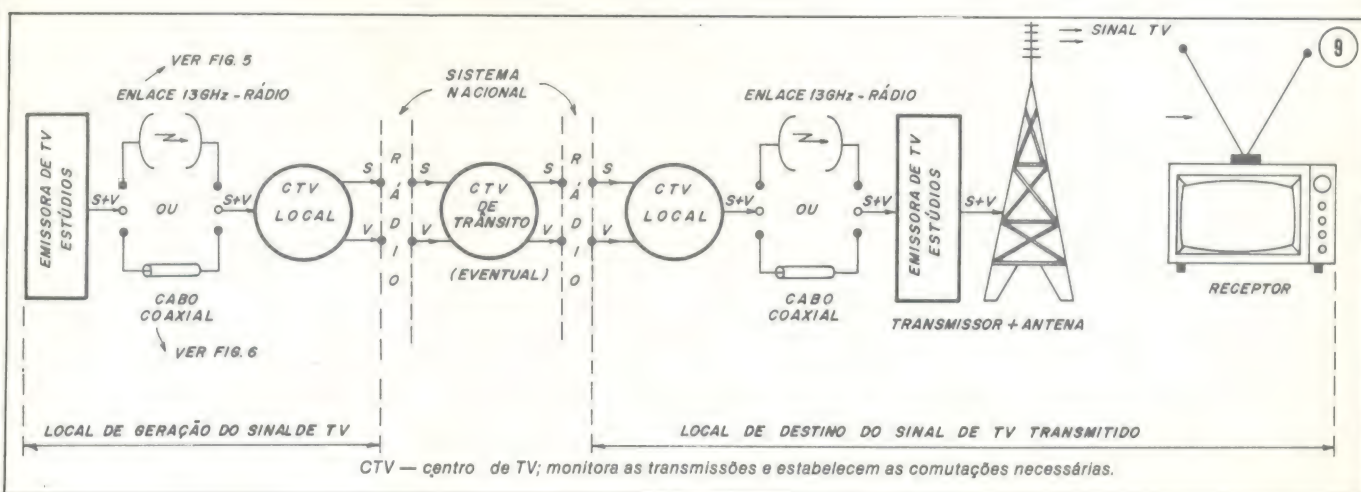 VER FIG. 5
ENLACE 13GHz - RÁDIO
EMISSORA DE TV
ESTÚDIOS
S+V
OU
S+V
CABO
COAXIAL
VER FIG. 6
CTV
LOCAL
S
V
SISTEMA
NACIONAL
RÁDIO
S
V
CTV
DE
TRÂNSITO
(EVENTUAL)
S
V
RÁDIO
S
V
CTV
LOCAL
S+V
ENLACE 13GHz - RÁDIO
OU
CABO
COAXIAL
S+V
EMISSORA DE TV
ESTÚDIOS
S+V
TRANSMISSOR + ANTENA
SINAL TV
RECEPTOR
9
LOCAL DE GERAÇÃO DO SINAL DE TV
LOCAL DE DESTINO DO SINAL DE TV TRANSMITIDO
CTV — centro de TV; monitora as transmissões e estabelecem as comutações necessárias.